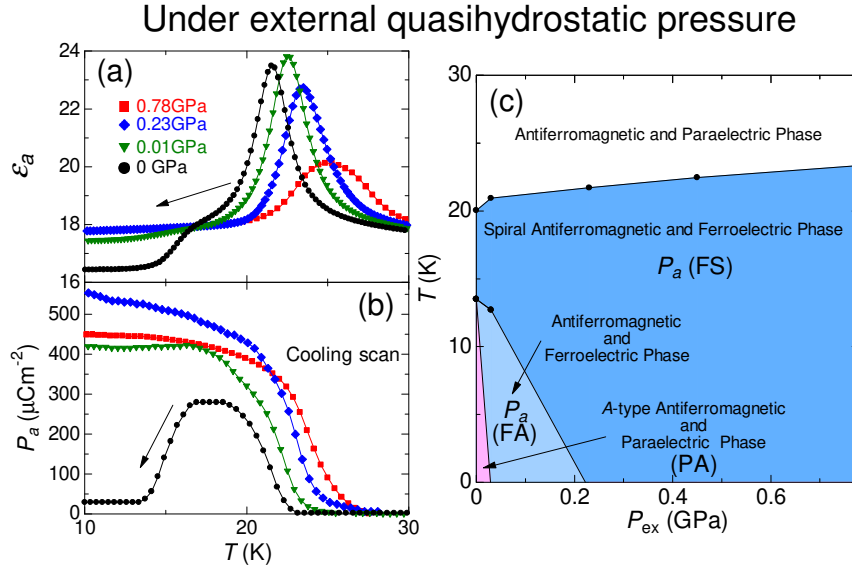 Under external quasihydrostatic pressure
(a)
0.78GPa
0.23GPa
0.01GPa
0 GPa
εa
24
22
20
18
16
(b)
Cooling scan
Pa (μCm-2)
500
400
300
200
100
0
10
20
30
T (K)
(c)
Antiferromagnetic and Paraelectric Phase
Spiral Antiferromagnetic and Ferroelectric Phase
Pa (FS)
Antiferromagnetic
and
Ferroelectric Phase
Pa
(FA)
A-type Antiferromagnetic
and
Paraelectric Phase
(PA)
T (K)
30
20
10
0
0
0.2
0.4
0.6
Pex (GPa)